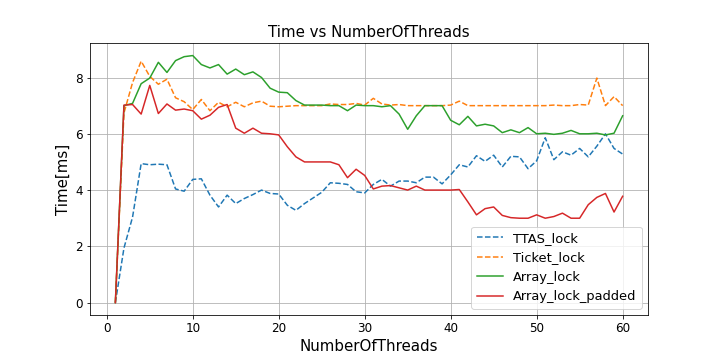 Time vs NumberOfThreads
Time[ms]
8
6
4
2
0
0 10 20 30 40 50 60
NumberOfThreads
TTAS_lock
Ticket_lock
Array_lock
Array_lock_padded